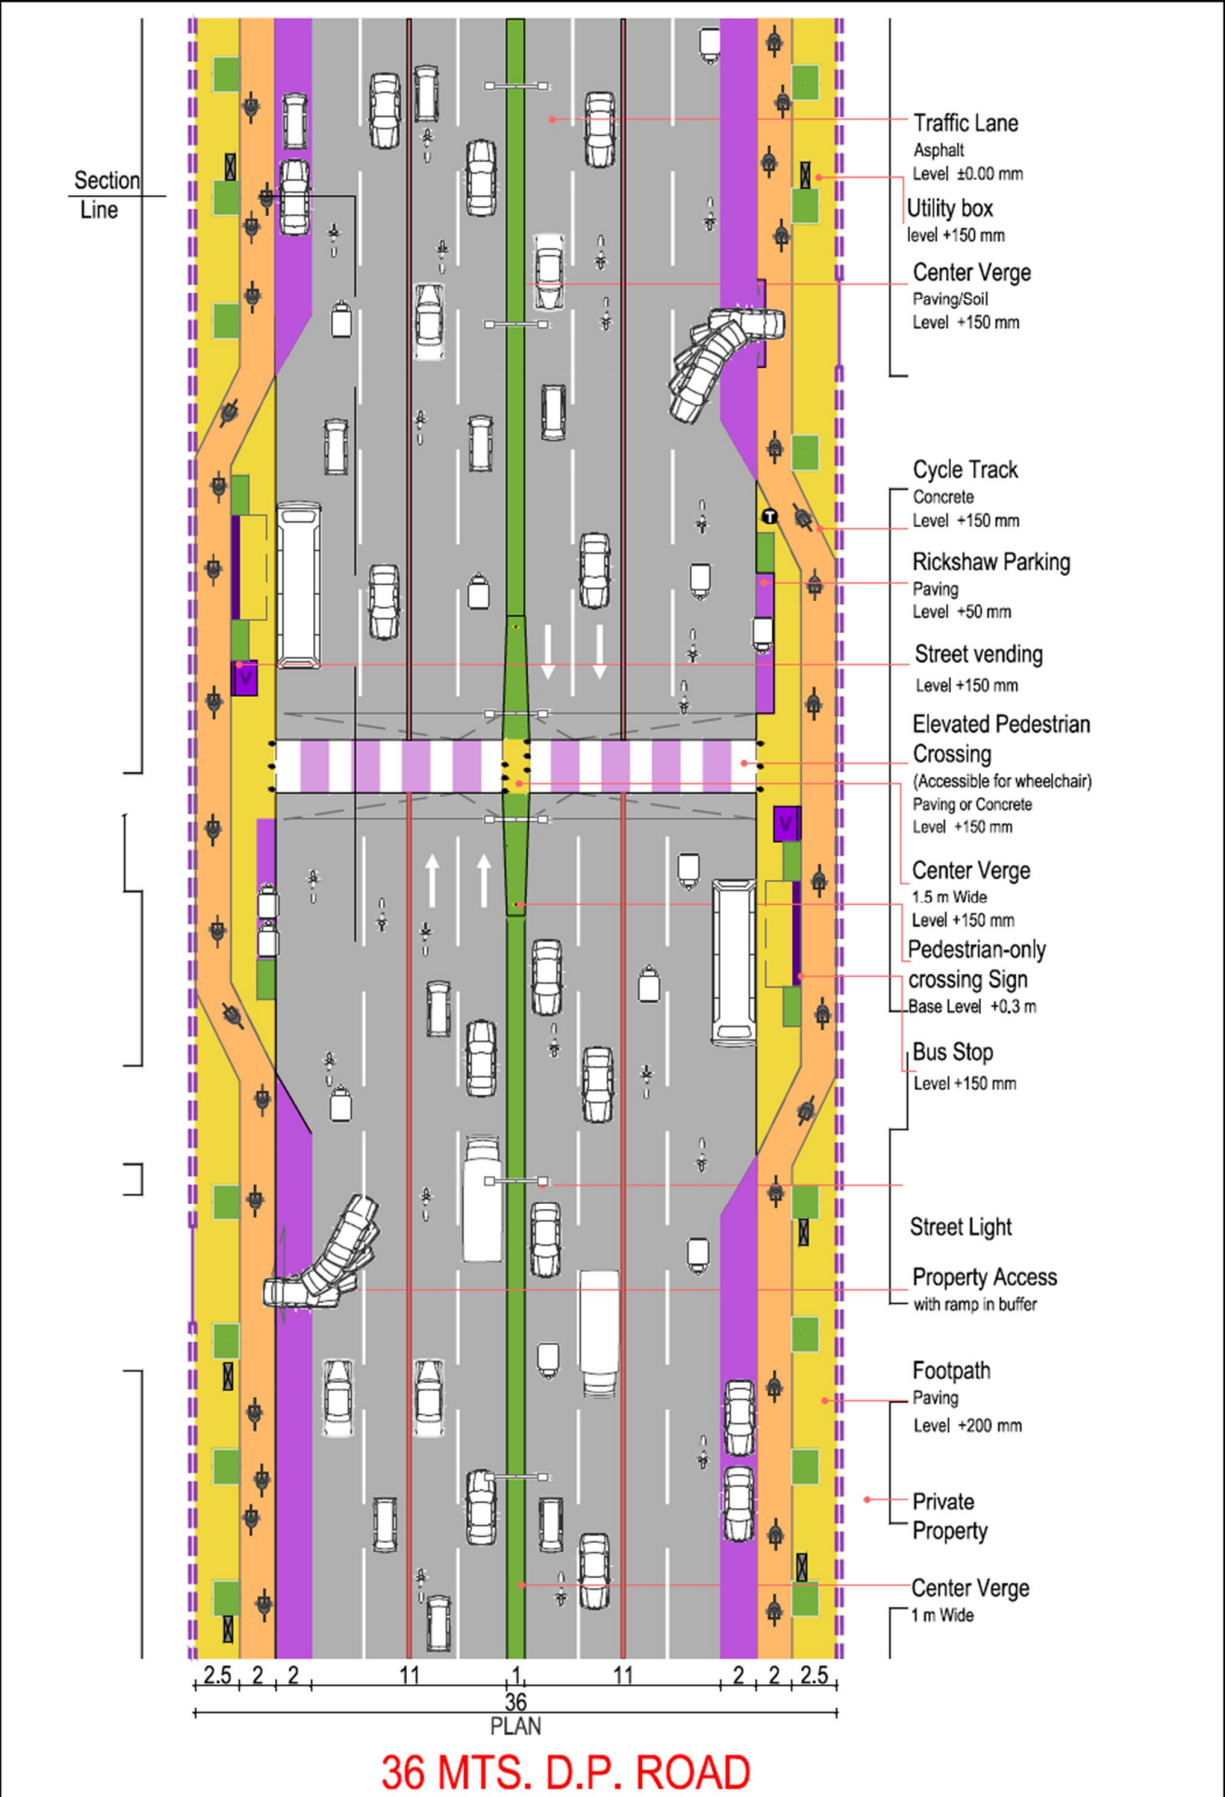 Section
Line
Traffic Lane
Asphalt
Level ±0.00 mm
Utility box
level +150 mm
Center Verge
Paving/Soil
Level +150 mm
Cycle Track
Concrete
Level +150 mm
T
Rickshaw Parking
Paving
Level +50 mm
Street vending
Level +150 mm
V
Elevated Pedestrian
Crossing
(Accessible for wheelchair)
Paving or Concrete
Level +150 mm
V
Center Verge
1.5 m Wide
Level +150 mm
Pedestrian-only
crossing Sign
Base Level +0.3 m
Bus Stop
Level +150 mm
Street Light
Property Access
with ramp in buffer
Footpath
Paving
Level +200 mm
Private
Property
Center Verge
1 m Wide
2.5 2 2 11 1 11 2 2 2.5
36
PLAN
36 MTS. D.P. ROAD